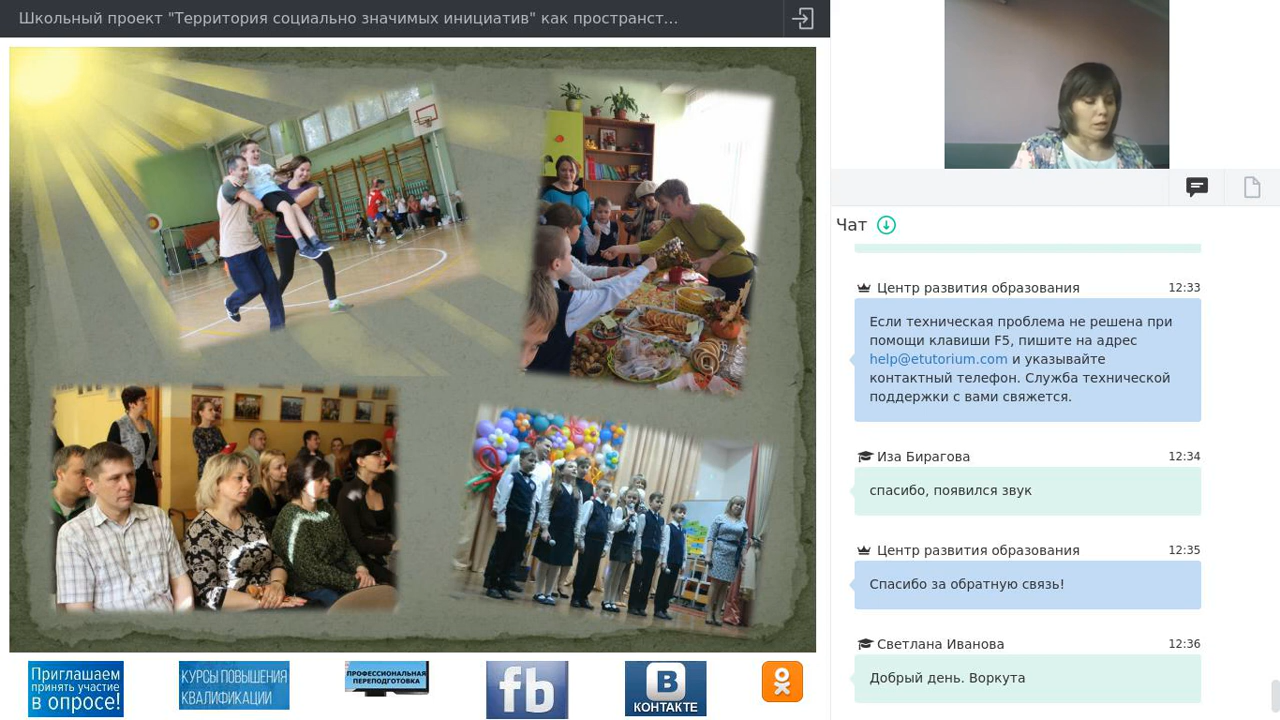 Школьный проект "Территория социально значимых инициатив" как пространст...
Чат
Центр развития образования 12:33
Если техническая проблема не решена при
помощи клавиши F5, пишите на адрес
help@etutorium.com и указывайте
контактный телефон. Служба технической
поддержки с вами свяжется.
Иза Бирагова 12:34
спасибо, появился звук
Центр развития образования 12:35
Спасибо за обратную связь!
Светлана Иванова 12:36
Добрый день. Воркута
Приглашаем
принять участие
в опросе!
КУРСЫ ПОВЫШЕНИЯ
КВАЛИФИКАЦИИ
ПРОФЕССИОНАЛЬНАЯ
ПЕРЕПОДГОТОВКА
fb
В
КОНТАКТЕ